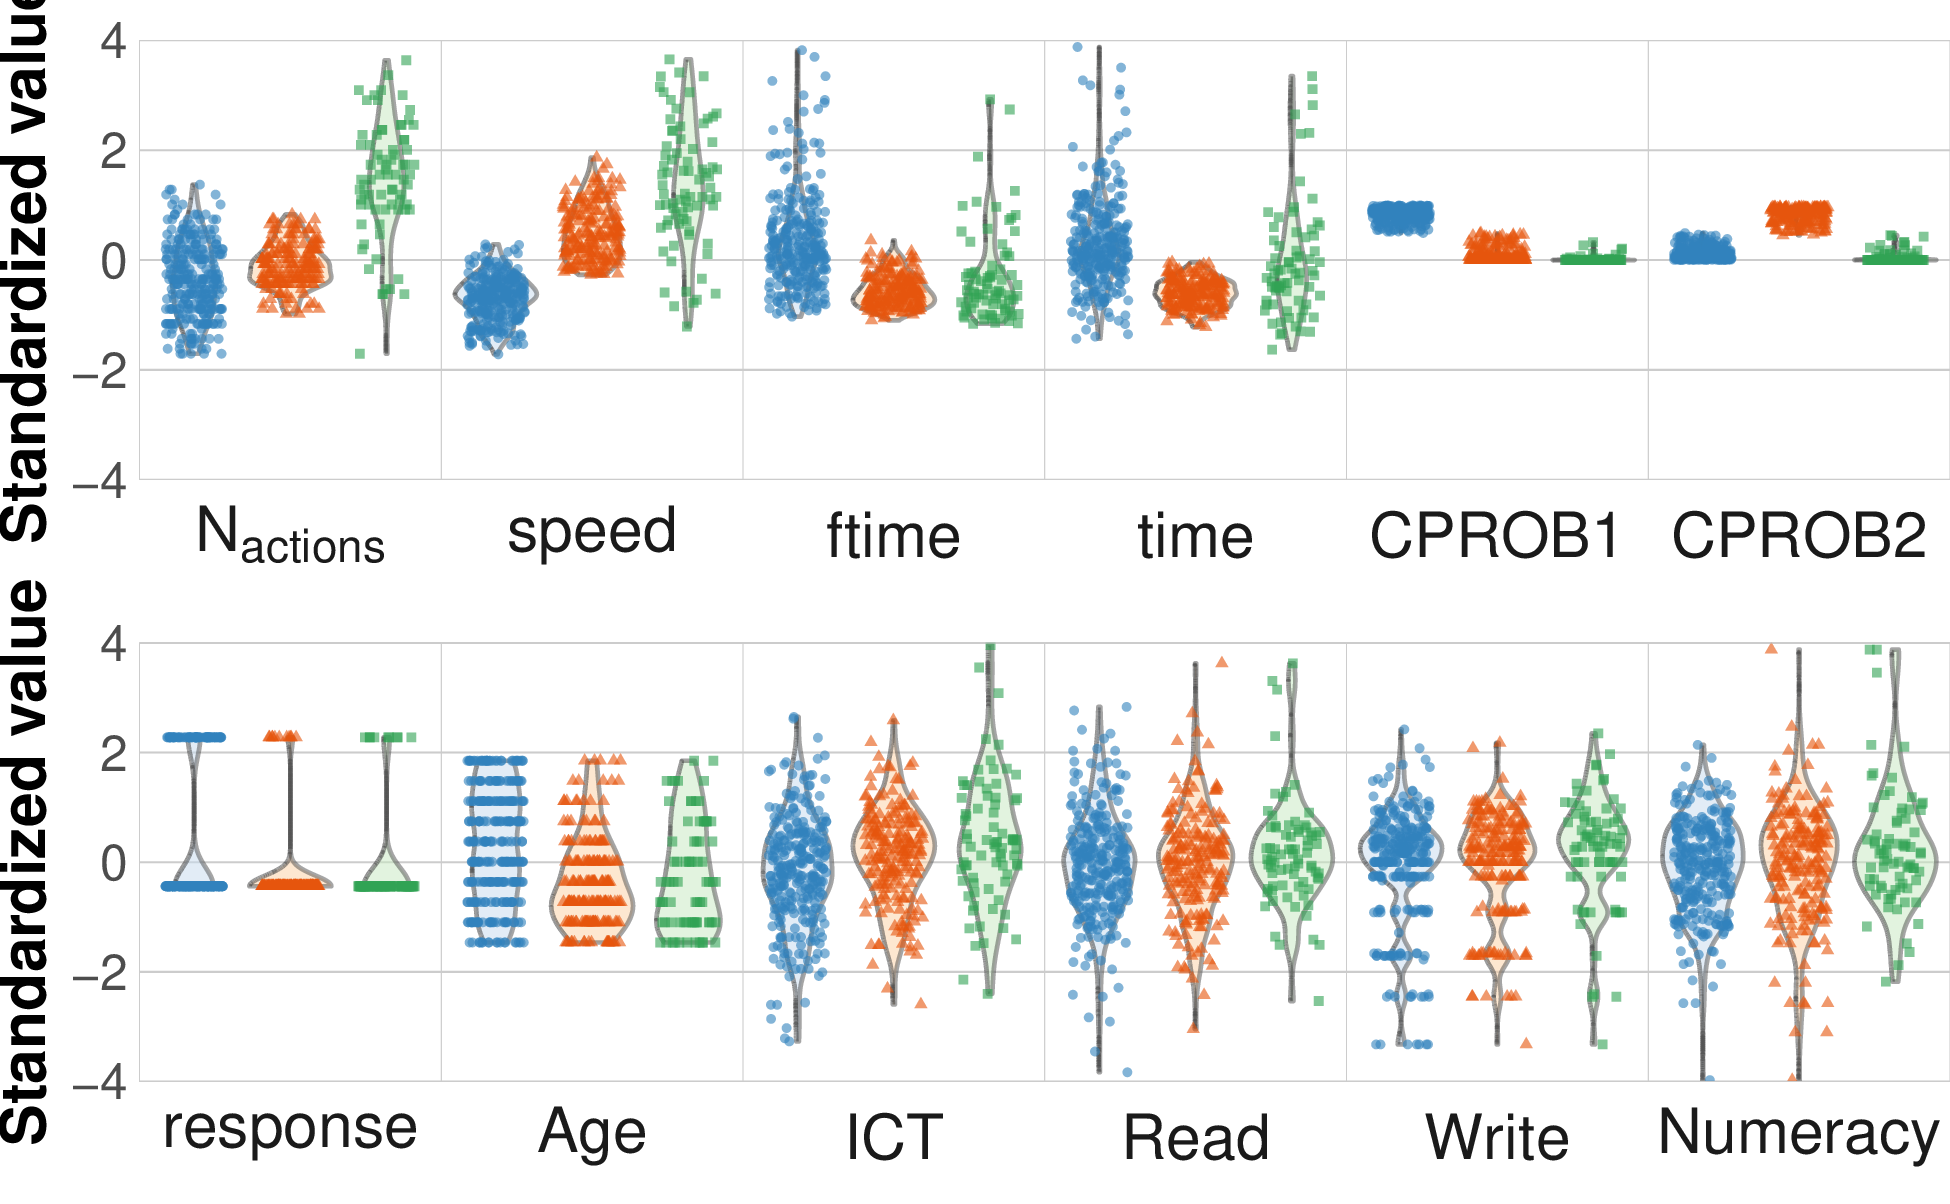 Standardized value
4
2
0
−2
−4
Nactions speed ftime time CPROB1 CPROB2
Standardized value
4
2
0
−2
−4
response Age ICT Read Write Numeracy